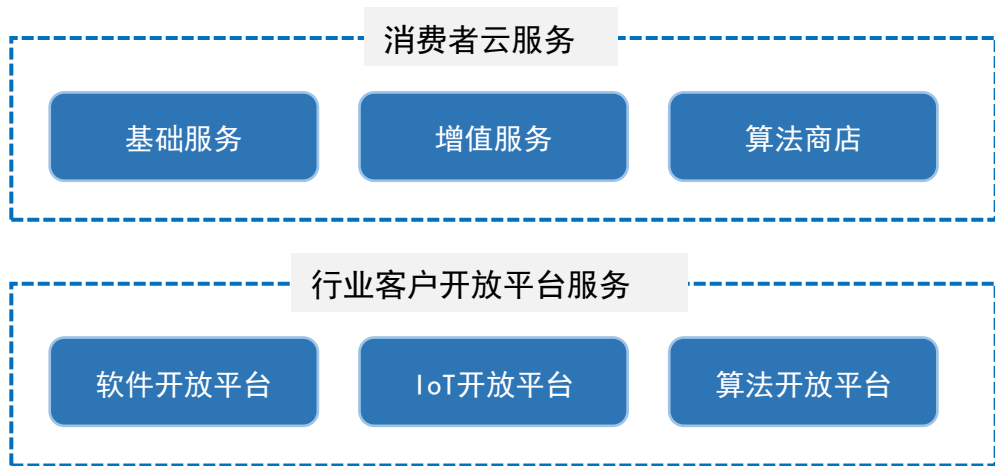 消费者云服务
基础服务
增值服务
算法商店
行业客户开放平台服务
软件开放平台
IoT开放平台
算法开放平台